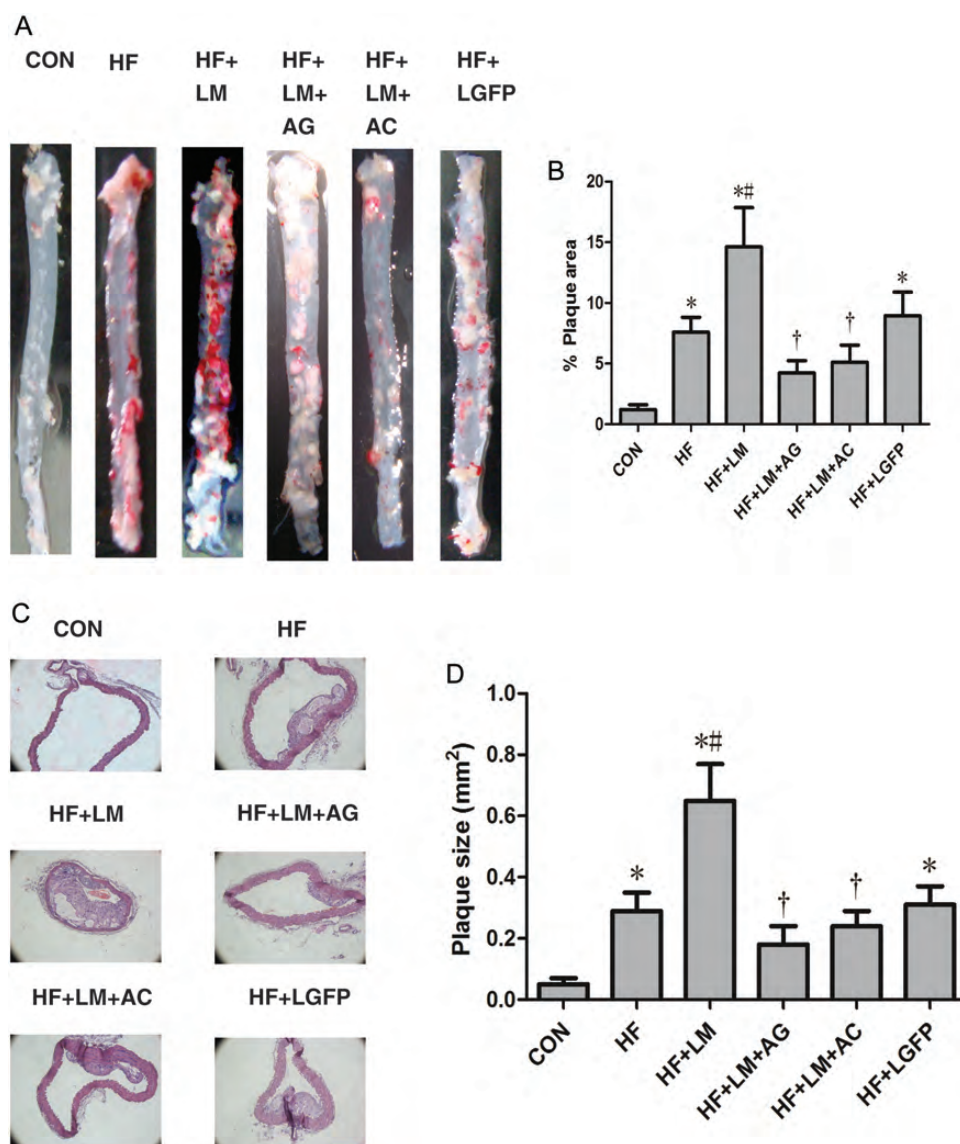 A
CON
HF
HF+
LM
HF+
LM+
AG
HF+
LM+
AC
HF+
LGFP
B
% Plaque area
20
15
10
5
0
*
*#
†
†
*
CON
HF
HF+LM
HF+LM+AG
HF+LM+AC
HF+LGFP
C
CON
HF
HF+LM
HF+LM+AG
HF+LM+AC
HF+LGFP
D
Plaque size (mm²)
1.0
0.8
0.6
0.4
0.2
0.0
*
*#
†
†
*
CON
HF
HF+LM
HF+LM+AG
HF+LM+AC
HF+LGFP